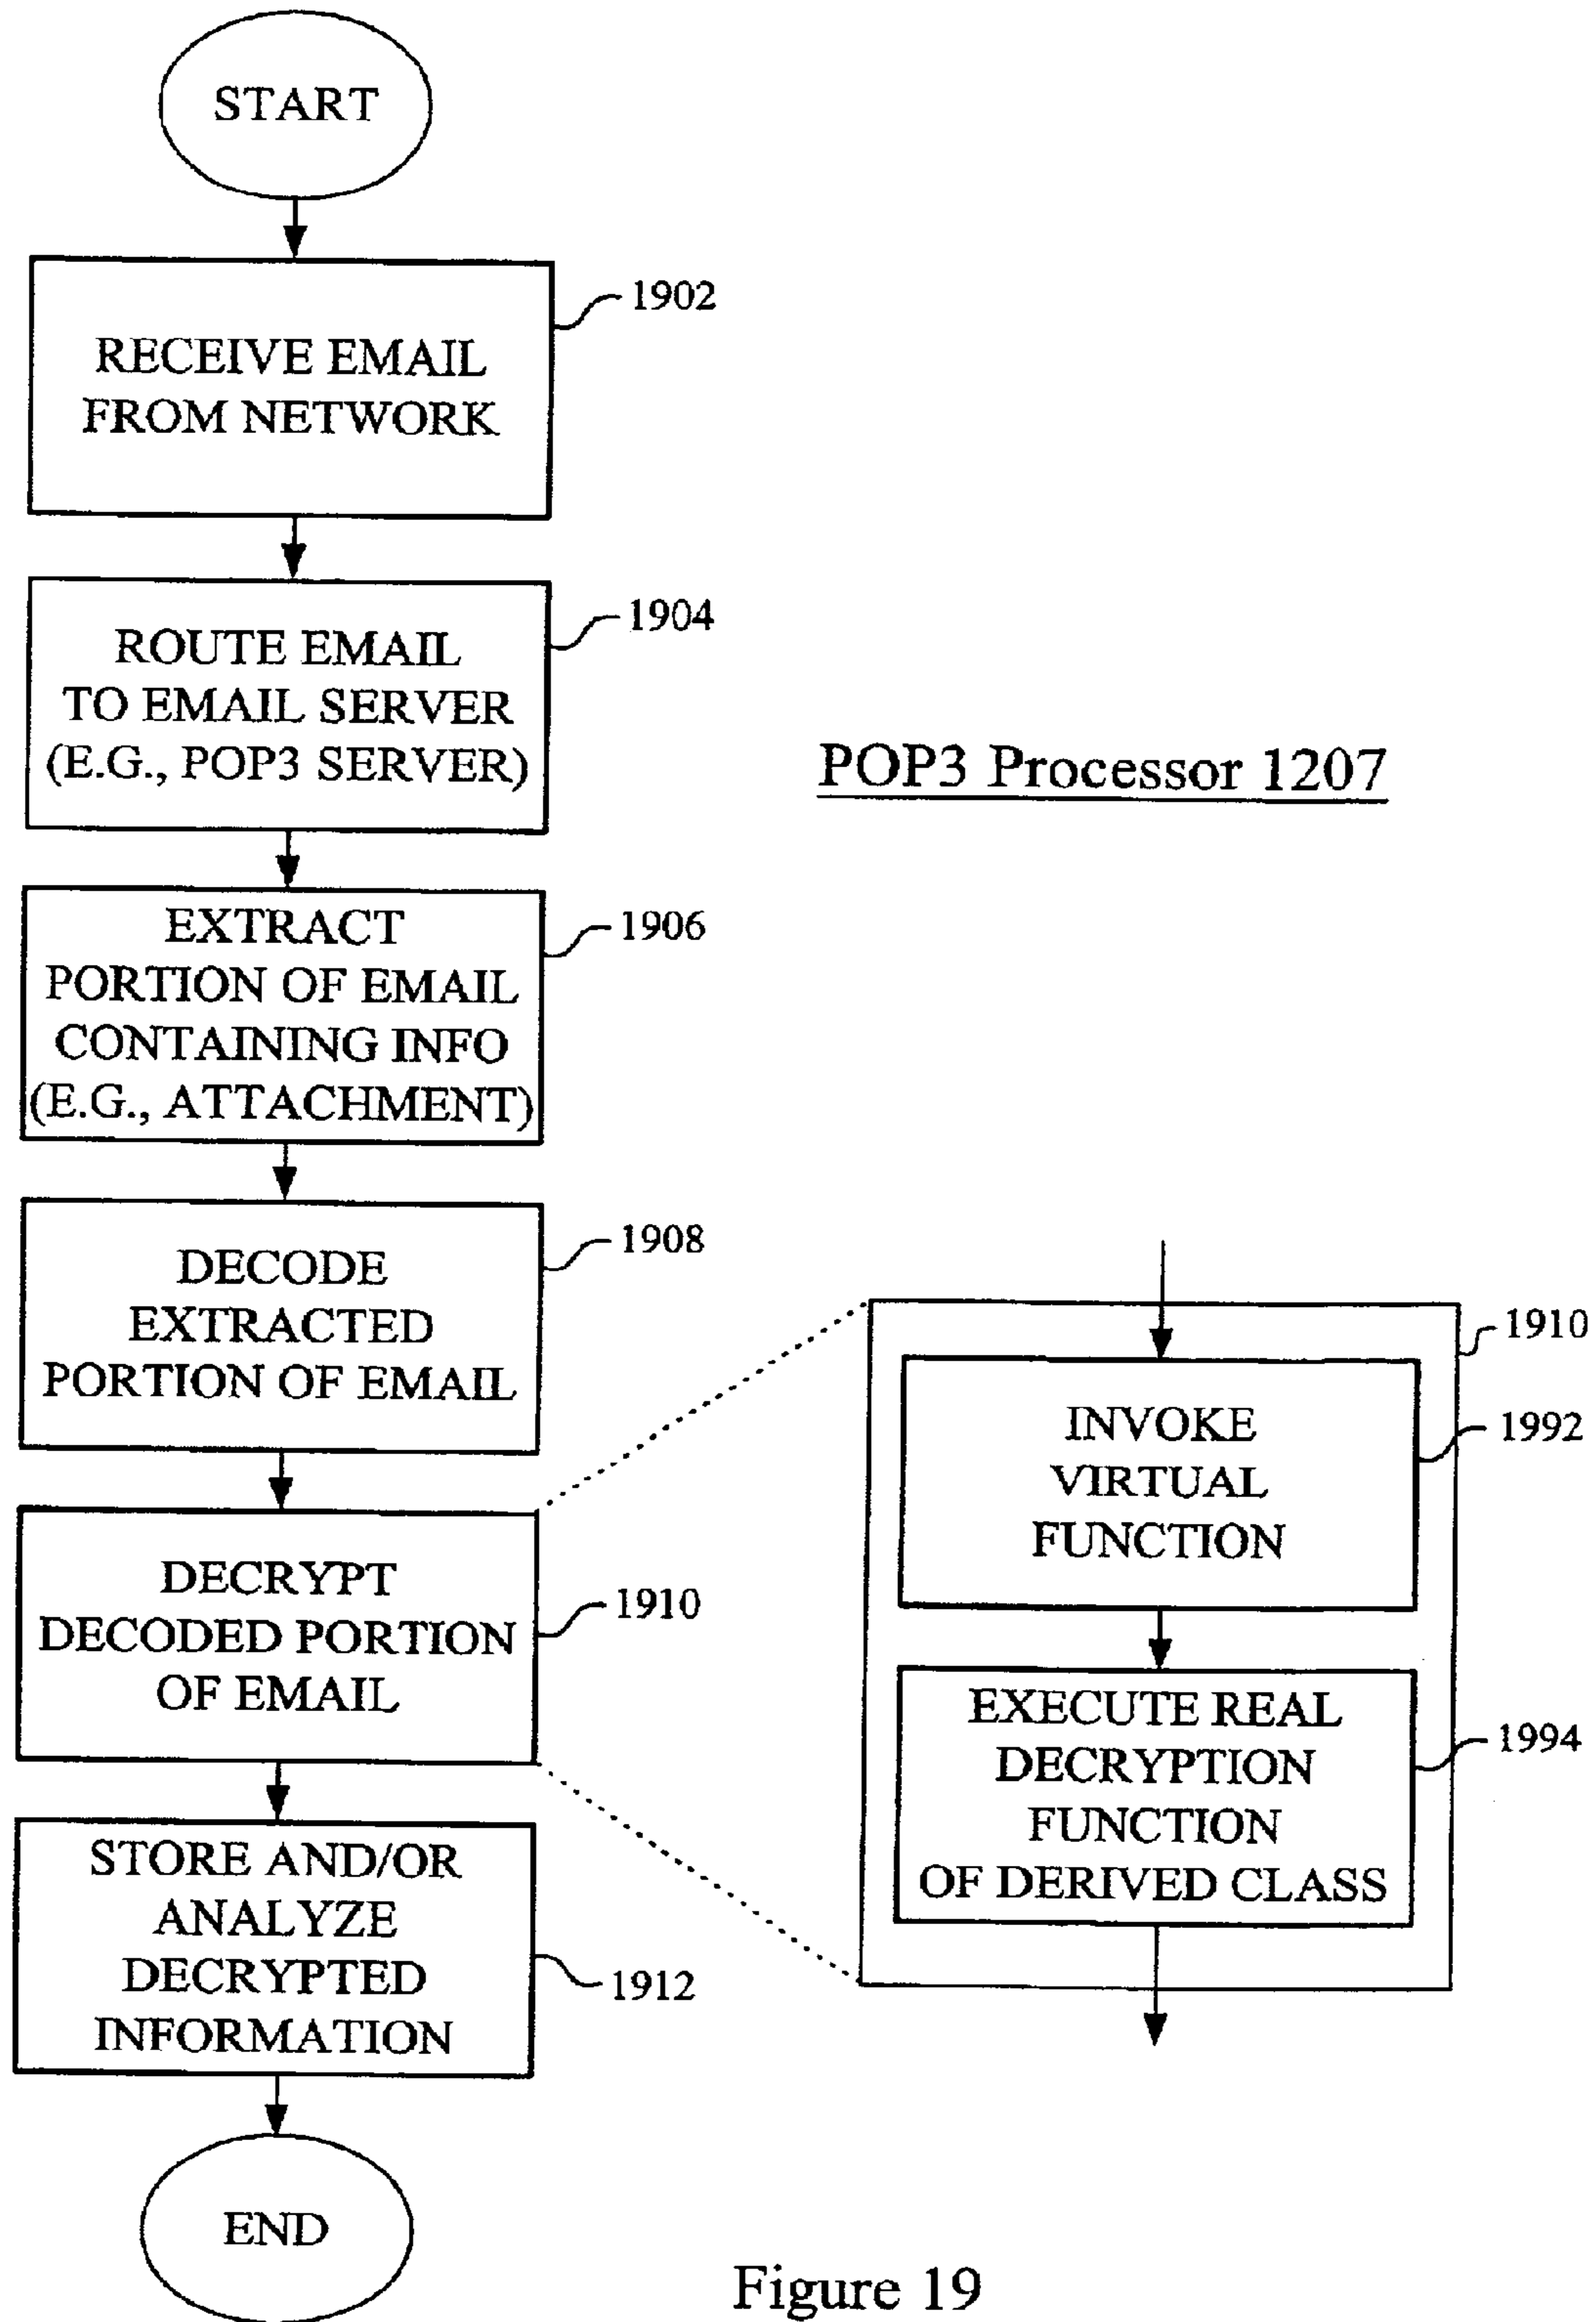 START
RECEIVE EMAIL
FROM NETWORK
1902
ROUTE EMAIL
TO EMAIL SERVER
(E.G., POP3 SERVER)
1904
POP3 Processor 1207
EXTRACT
PORTION OF EMAIL
CONTAINING INFO
(E.G., ATTACHMENT)
1906
DECODE
EXTRACTED
PORTION OF EMAIL
1908
DECRYPT
DECODED PORTION
OF EMAIL
1910
STORE AND/OR
ANALYZE
DECRYPTED
INFORMATION
1912
END
1910
INVOKE
VIRTUAL
FUNCTION
1992
EXECUTE REAL
DECRYPTION
FUNCTION
OF DERIVED CLASS
1994
Figure 19